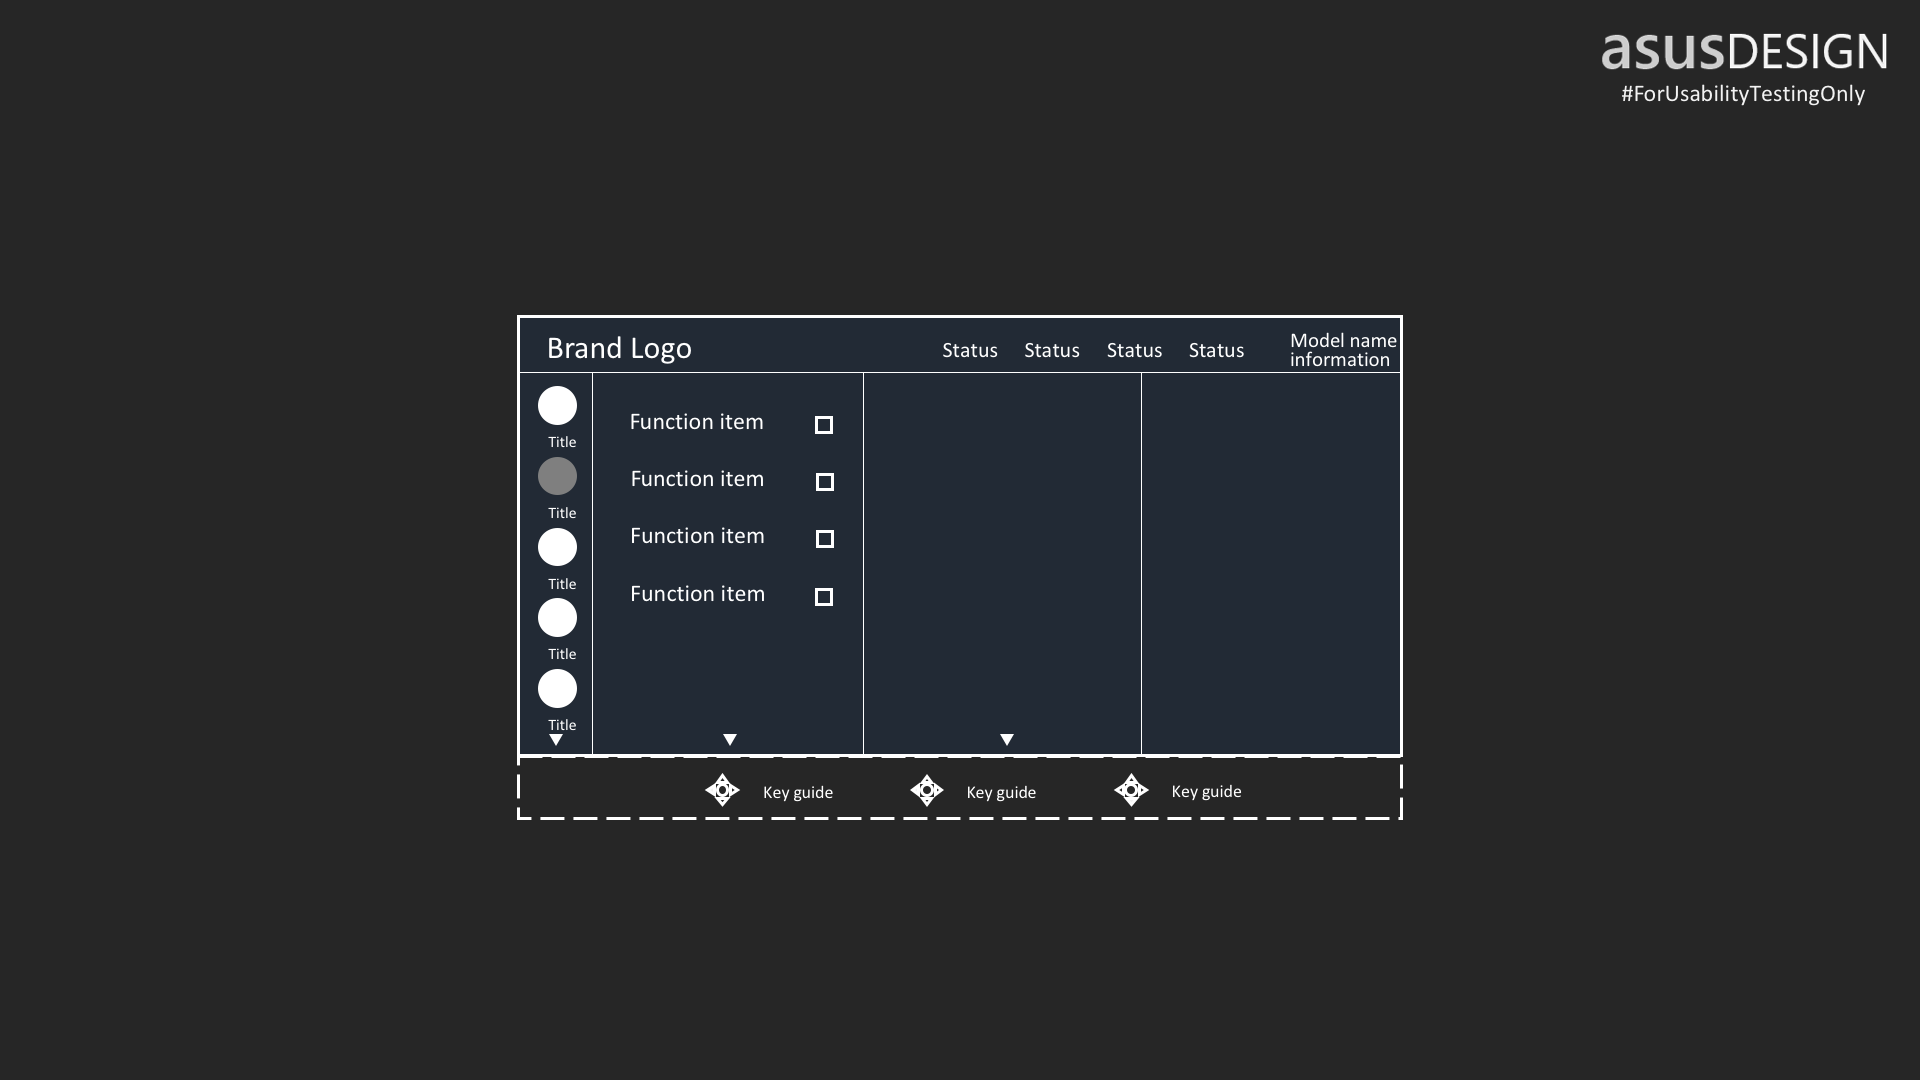 asusDESIGN
#ForUsabilityTestingOnly
Brand Logo
Status
Status
Status
Status
Model name
information
Title
Title
Title
Title
Title
Function item
Function item
Function item
Function item
Key guide
Key guide
Key guide